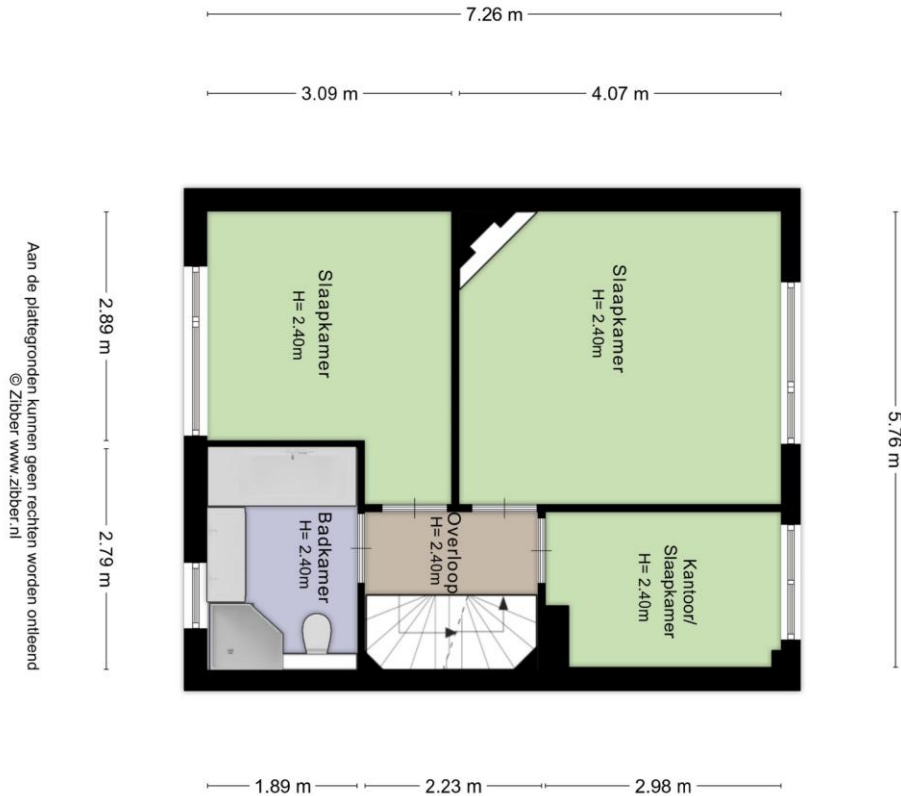 7.26 m
3.09 m
4.07 m
Slaapkamer
H= 2.40m
Slaapkamer
H= 2.40m
2.89 m
5.76 m
2.79 m
Badkamer
H= 2.40m
Overloop
H= 2.40m
Kantoor/
Slaapkamer
H= 2.40m
1.89 m
2.23 m
2.98 m
Aan de plattegronden kunnen geen rechten worden ontleend
© Zibber www.zibber.nl